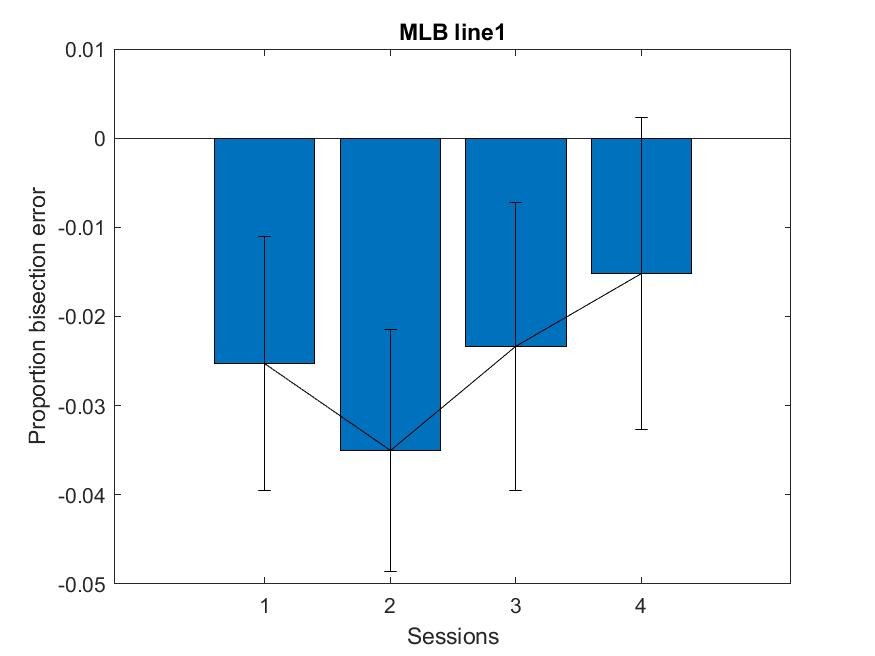 MLB line1
0.01
0
-0.01
-0.02
-0.03
-0.04
-0.05
Proportion bisection error
1 2 3 4
Sessions